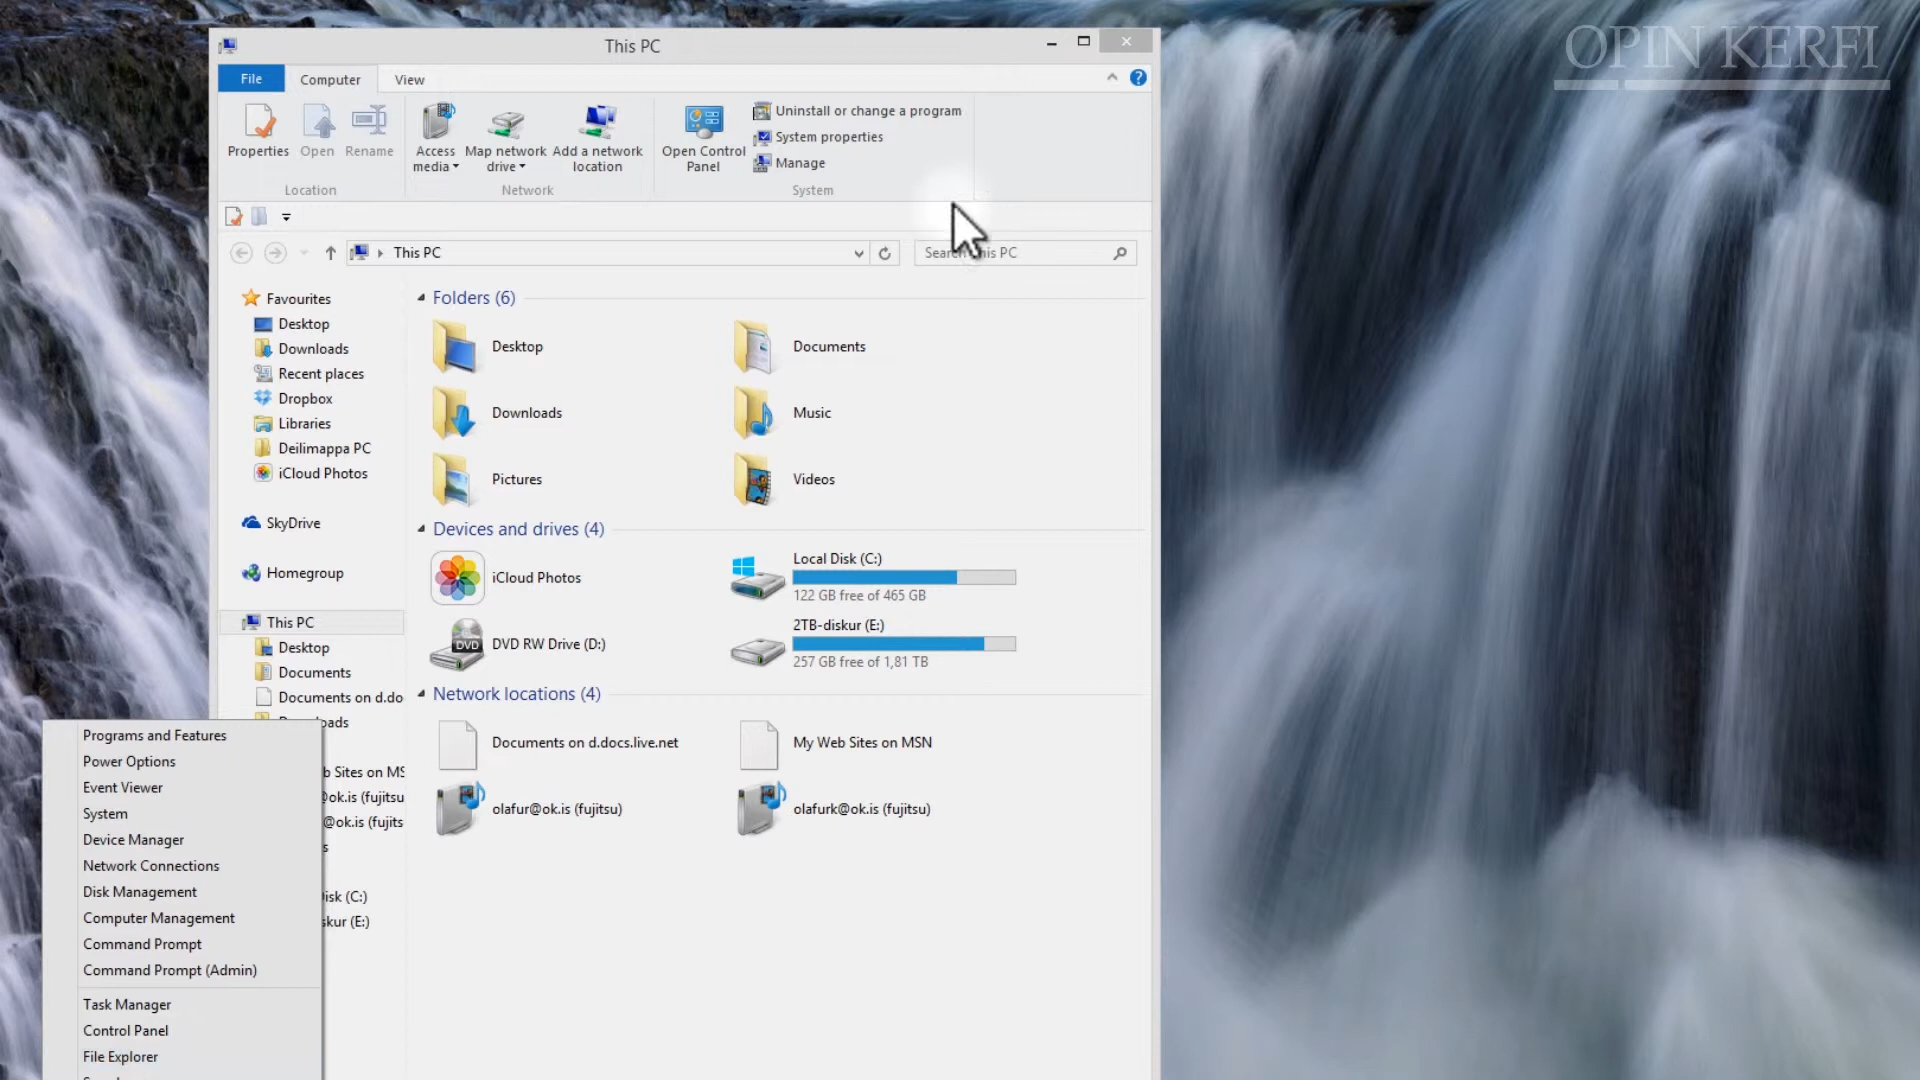 OPIN KERFI
This PC
File
Computer
View
Properties
Open
Rename
Access media
Map network drive
Add a network location
Open Control Panel
Uninstall or change a program
System properties
Manage
Location
Network
System
This PC
Search this PC
Favourites
Desktop
Downloads
Recent places
Dropbox
Libraries
Deilimappa PC
iCloud Photos
SkyDrive
Homegroup
This PC
Desktop
Documents
Documents on d.do
Folders (6)
Desktop
Documents
Downloads
Music
Pictures
Videos
Devices and drives (4)
iCloud Photos
Local Disk (C:)
122 GB free of 465 GB
DVD RW Drive (D:)
2TB-diskur (E:)
257 GB free of 1,81 TB
Network locations (4)
Documents on d.docs.live.net
My Web Sites on MSN
olafur@ok.is (fujitsu)
olafurk@ok.is (fujitsu)
Programs and Features
Power Options
Event Viewer
System
Device Manager
Network Connections
Disk Management
Computer Management
Command Prompt
Command Prompt (Admin)
Task Manager
Control Panel
File Explorer